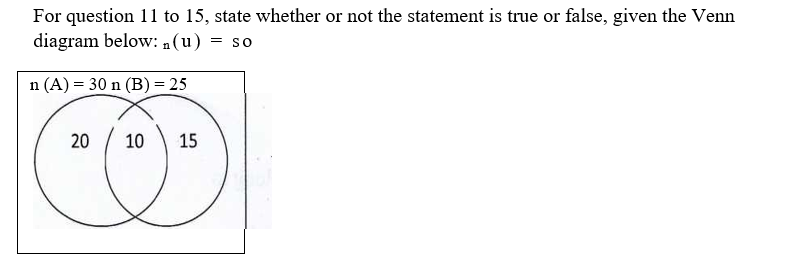 For question 11 to 15, state whether or not the statement is true or false, given the Venn
diagram below: n(u) = so
n (A) = 30 n (B) = 25
20 10 15